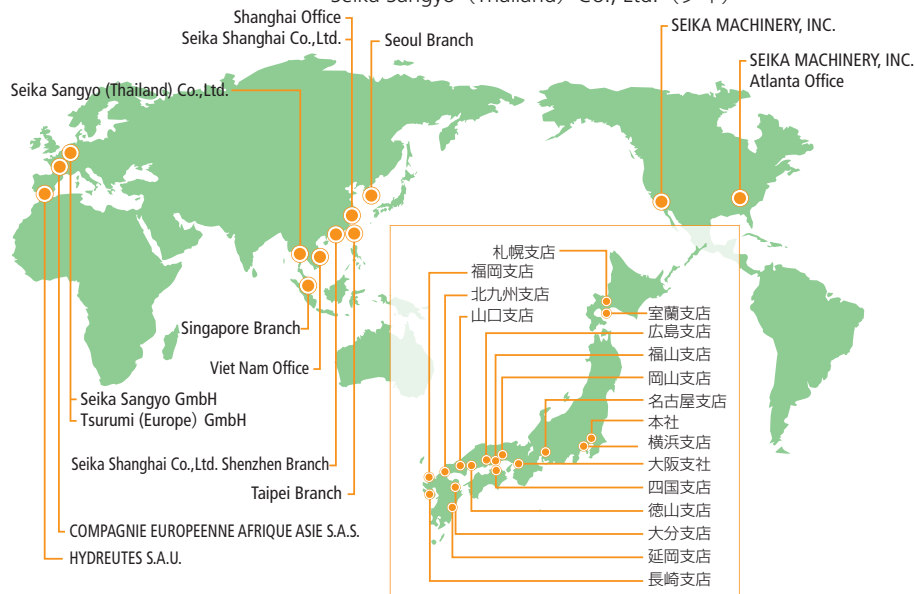 Seika Sangyo (Thailand) Co., Ltd.
Shanghai Office
Seika Shanghai Co.,Ltd.
Seoul Branch
SEIKA MACHINERY, INC.
SEIKA MACHINERY, INC.
Atlanta Office
Seika Sangyo (Thailand) Co.,Ltd.
札幌支店
福岡支店
北九州支店
山口支店
室蘭支店
広島支店
福山支店
岡山支店
名古屋支店
本社
横浜支店
大阪支社
四国支店
徳山支店
大分支店
延岡支店
長崎支店
Singapore Branch
Viet Nam Office
Seika Sangyo GmbH
Tsurumi (Europe) GmbH
Seika Shanghai Co.,Ltd. Shenzhen Branch
Taipei Branch
COMPAGNIE EUROPEENNE AFRIQUE ASIE S.A.S.
HYDREUTES S.A.U.